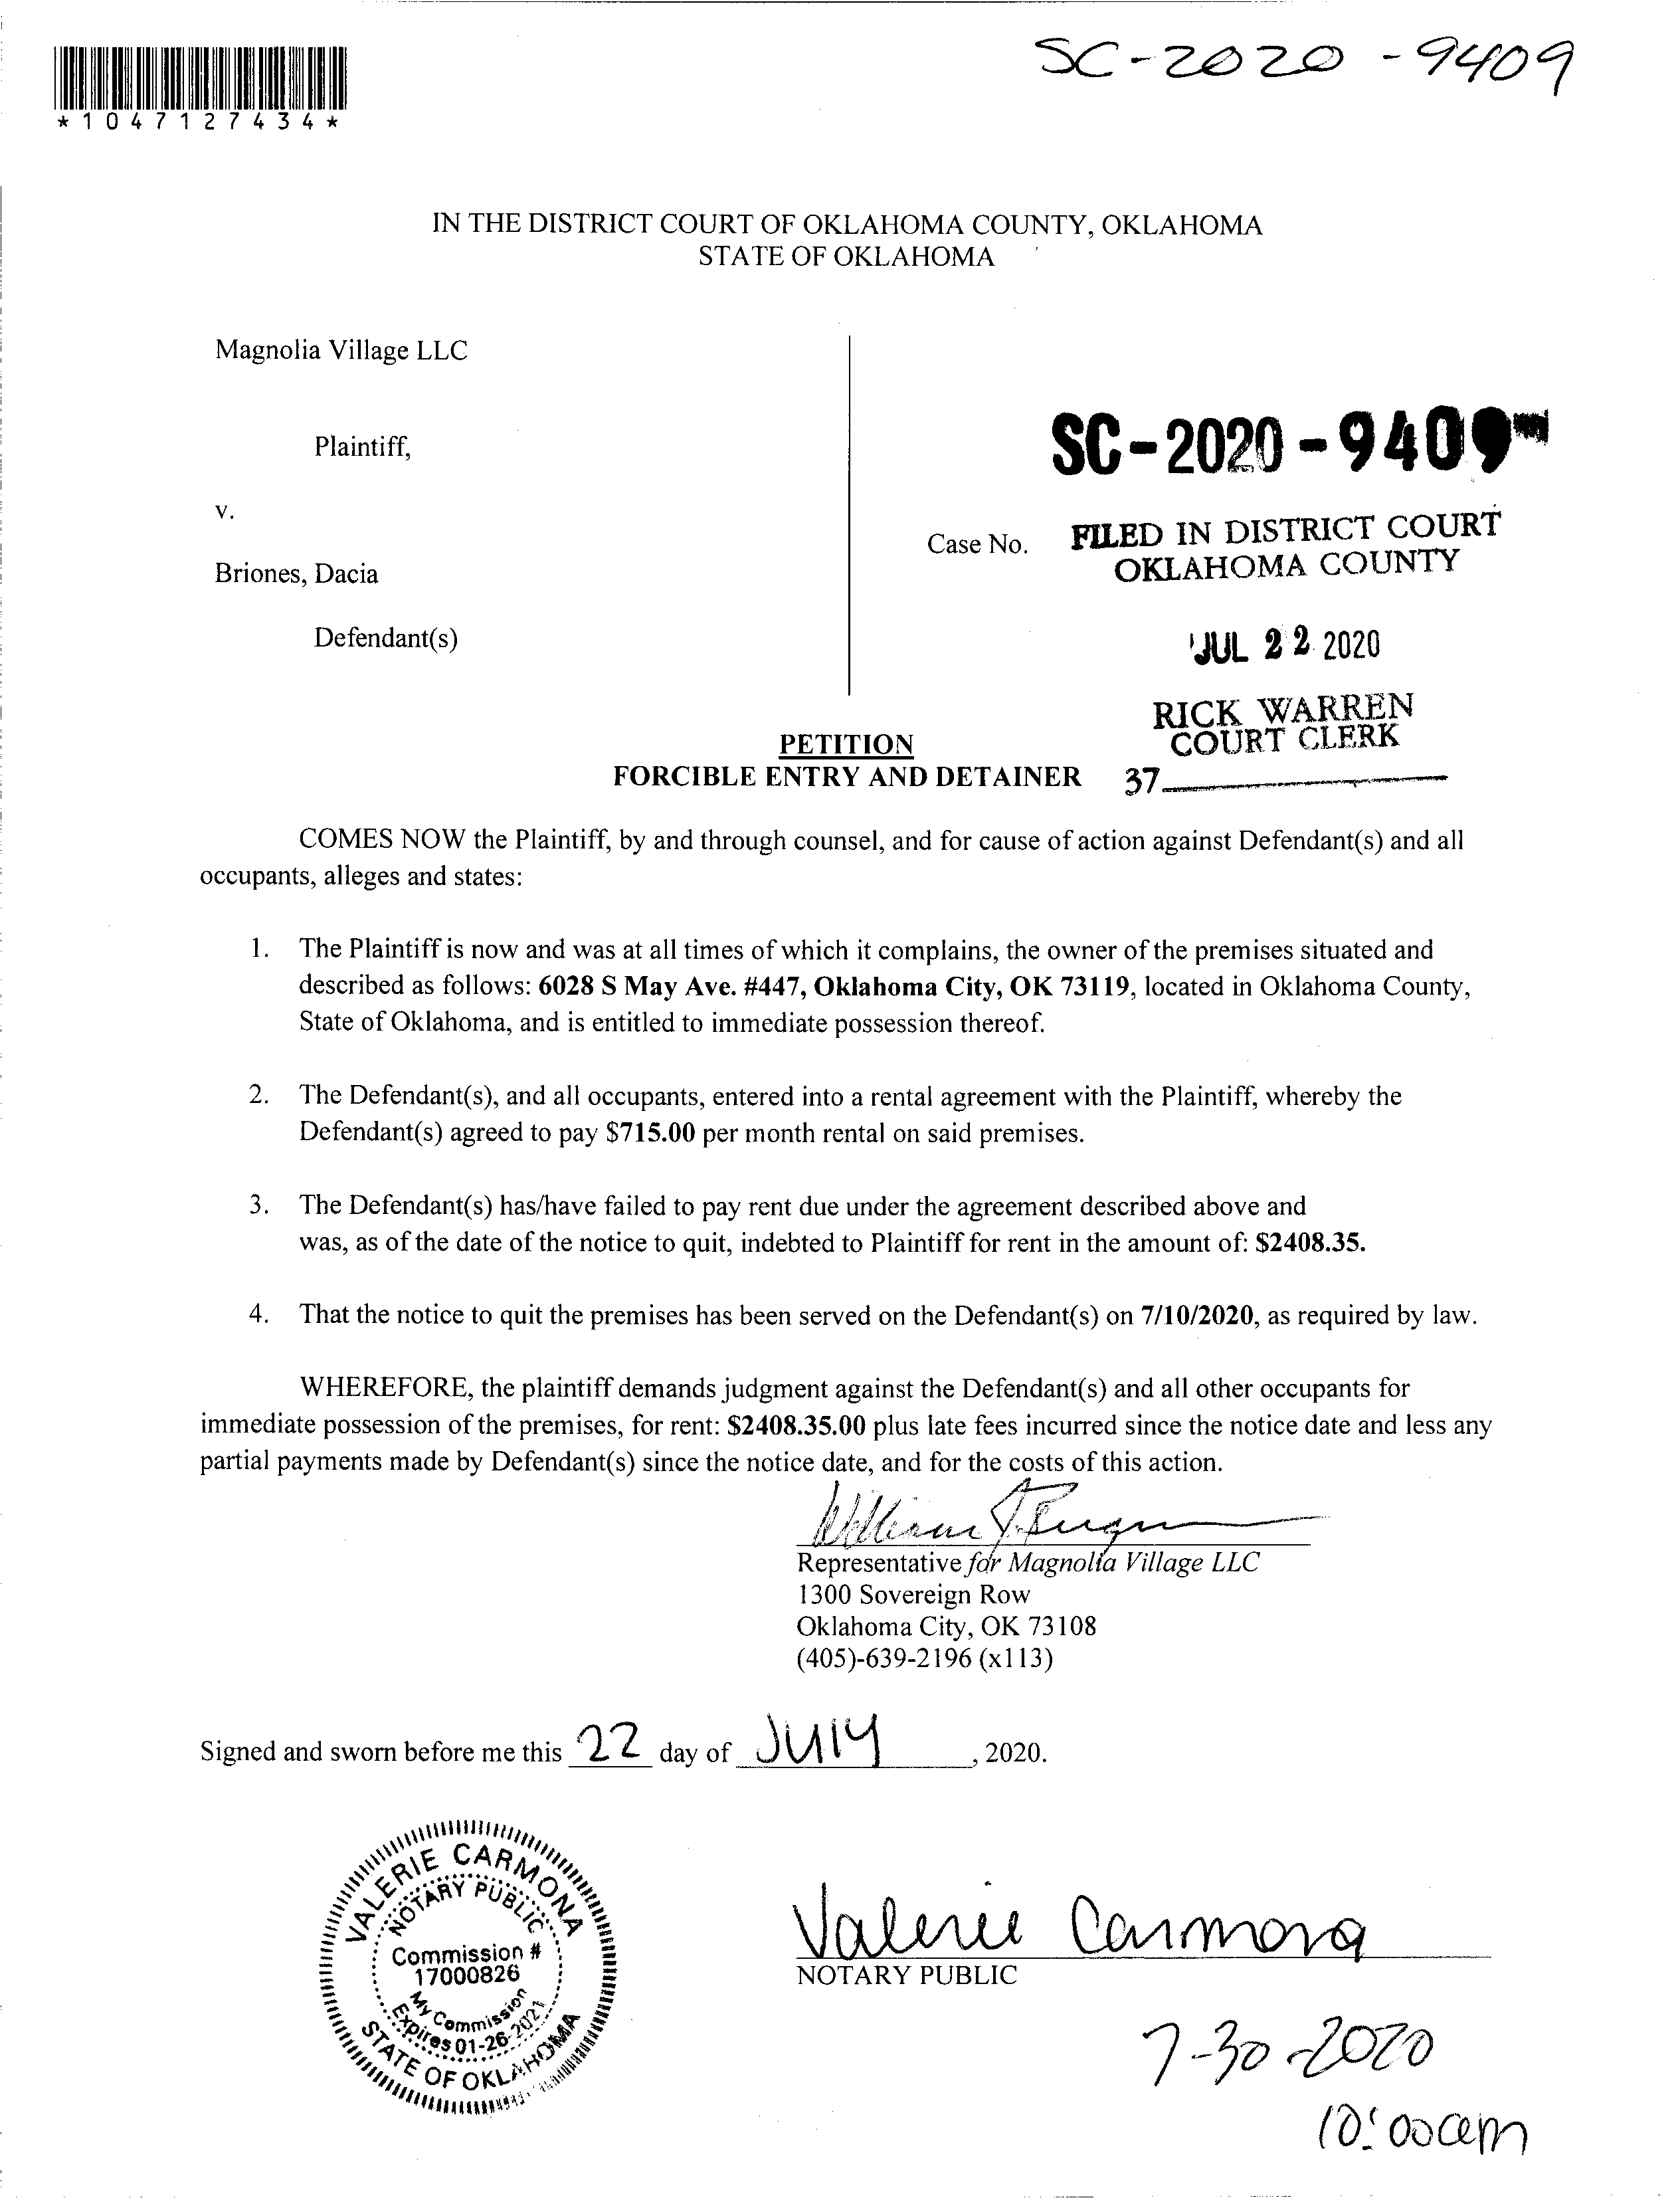 SC-2020-9409
*1047127434*
IN THE DISTRICT COURT OF OKLAHOMA COUNTY, OKLAHOMA
STATE OF OKLAHOMA
Magnolia Village LLC
Plaintiff,
v.
Briones, Dacia
Defendant(s)
SC-2020-9409
Case No.
FILED IN DISTRICT COURT
OKLAHOMA COUNTY
JUL 22 2020
RICK WARREN
COURT CLERK
37
PETITION
FORCIBLE ENTRY AND DETAINER
COMES NOW the Plaintiff, by and through counsel, and for cause of action against Defendant(s) and all
occupants, alleges and states:
1. The Plaintiff is now and was at all times of which it complains, the owner of the premises situated and
described as follows: 6028 S May Ave. #447, Oklahoma City, OK 73119, located in Oklahoma County,
State of Oklahoma, and is entitled to immediate possession thereof.
2. The Defendant(s), and all occupants, entered into a rental agreement with the Plaintiff, whereby the
Defendant(s) agreed to pay $715.00 per month rental on said premises.
3. The Defendant(s) has/have failed to pay rent due under the agreement described above and
was, as of the date of the notice to quit, indebted to Plaintiff for rent in the amount of: $2408.35.
4. That the notice to quit the premises has been served on the Defendant(s) on 7/10/2020, as required by law.
WHEREFORE, the plaintiff demands judgment against the Defendant(s) and all other occupants for
immediate possession of the premises, for rent: $2408.35.00 plus late fees incurred since the notice date and less any
partial payments made by Defendant(s) since the notice date, and for the costs of this action.
William J.
Representative for Magnolia Village LLC
1300 Sovereign Row
Oklahoma City, OK 73108
(405)-639-2196 (x113)
Signed and sworn before me this 22 day of July, 2020.
VALERIE CARMONA
NOTARY PUBLIC
Commission #
17000826
My Commission
Expires 01-26-2021
STATE OF OKLAHOMA
Valerie Carmona
NOTARY PUBLIC
7-30-2020
10:00am